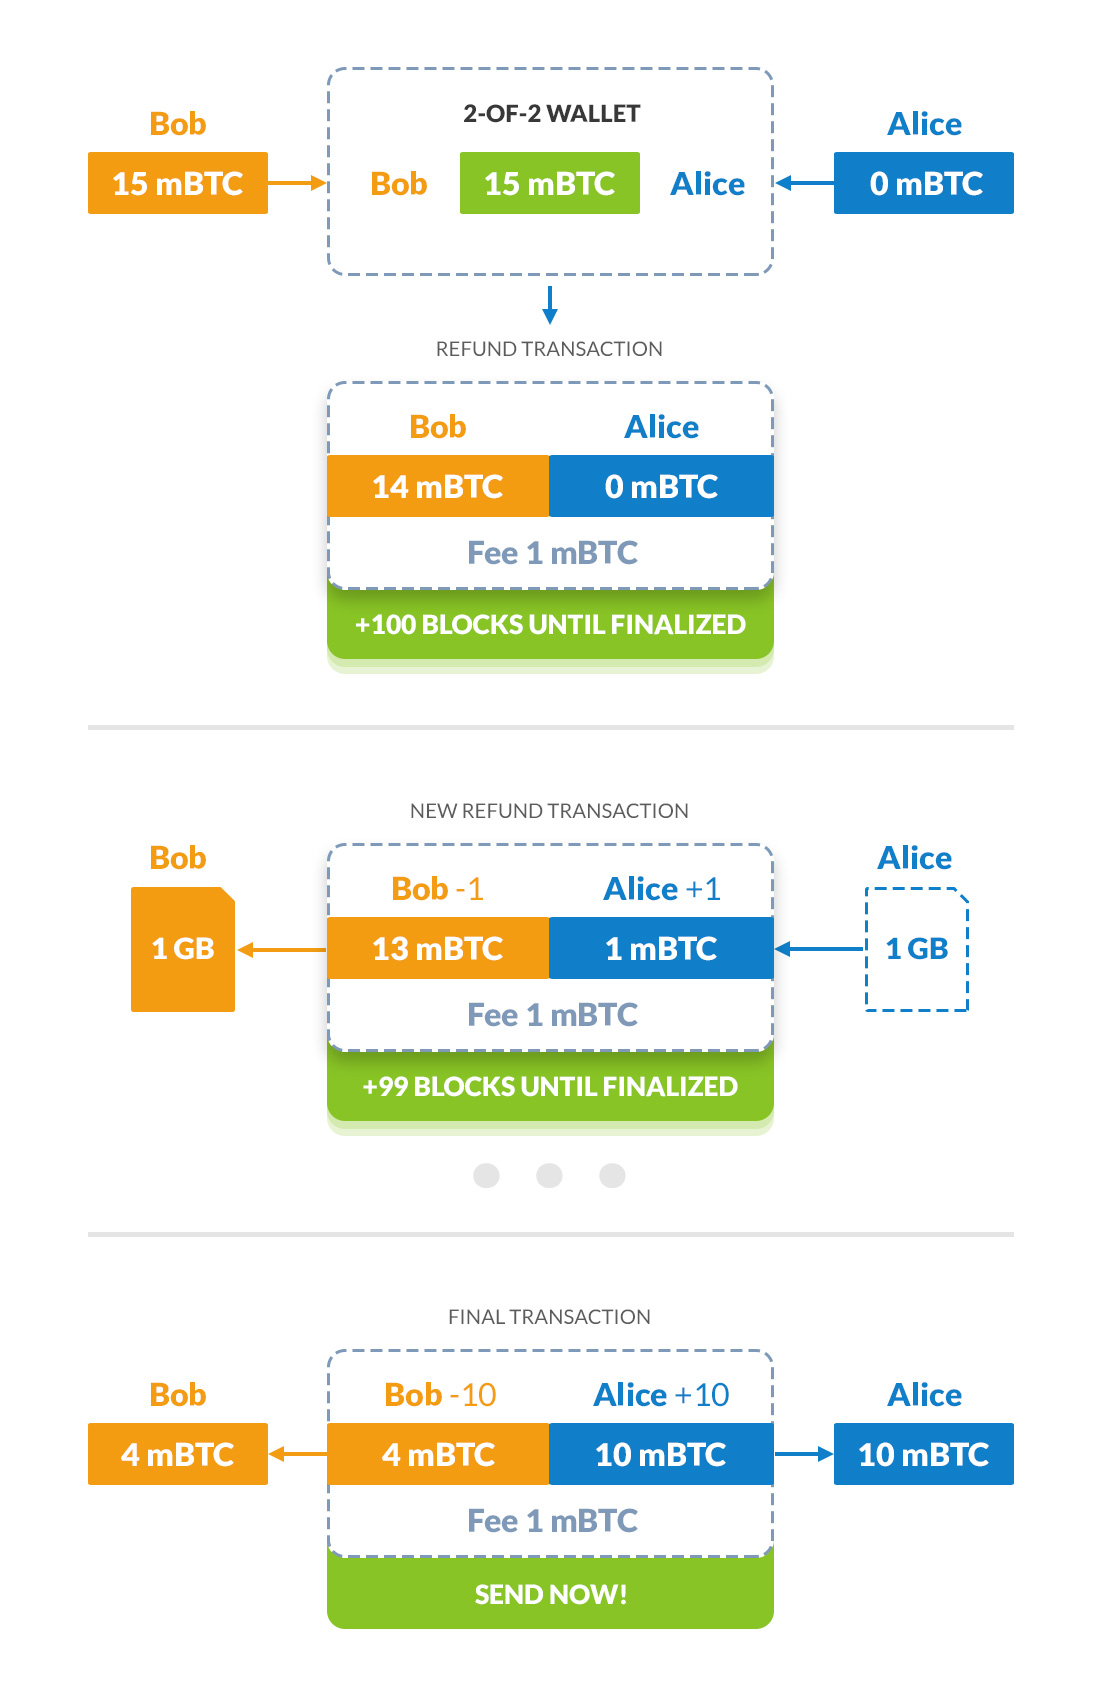 2-OF-2 WALLET
Bob
Alice
15 mBTC
Bob
15 mBTC
Alice
0 mBTC
REFUND TRANSACTION
Bob
Alice
14 mBTC
0 mBTC
Fee 1 mBTC
+100 BLOCKS UNTIL FINALIZED
NEW REFUND TRANSACTION
Bob
Alice
Bob -1
Alice +1
1 GB
13 mBTC
1 mBTC
1 GB
Fee 1 mBTC
+99 BLOCKS UNTIL FINALIZED
FINAL TRANSACTION
Bob
Bob -10
Alice +10
Alice
4 mBTC
4 mBTC
10 mBTC
10 mBTC
Fee 1 mBTC
SEND NOW!